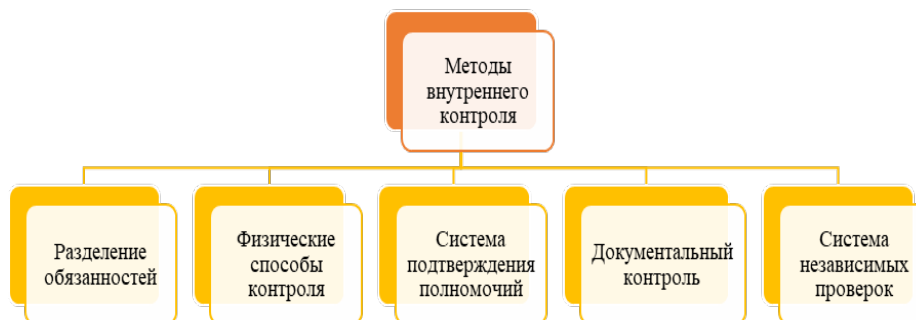 Методы
внутреннего
контроля
Разделение
обязанностей
Физические
способы
контроля
Система
подтверждения
полномочий
Документальный
контроль
Система
независимых
проверок